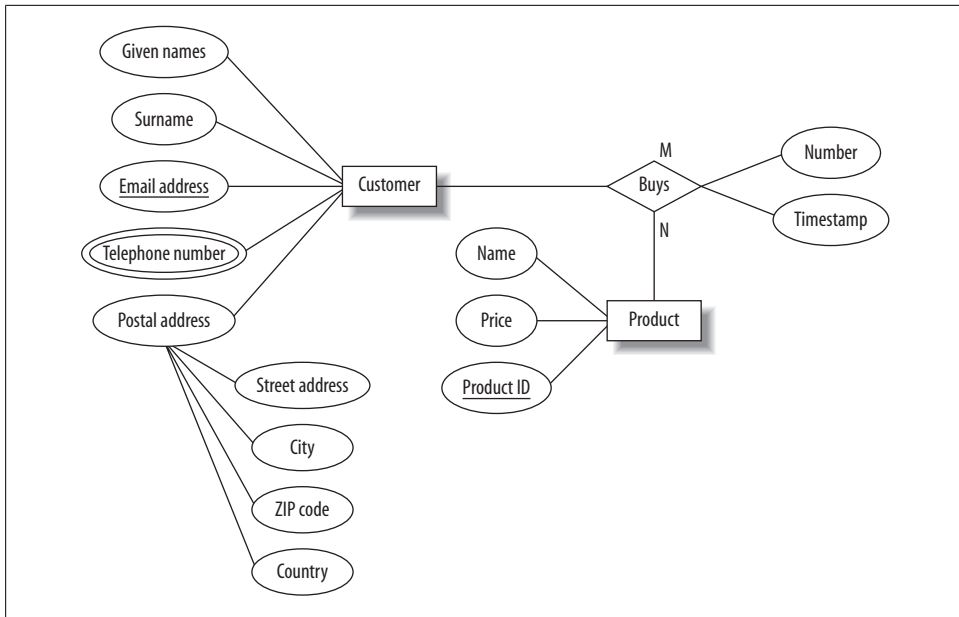 Given names
Surname
Email address
Telephone number
Postal address
Street address
City
ZIP code
Country
Customer
M
Buys
N
Number
Timestamp
Name
Price
Product ID
Product